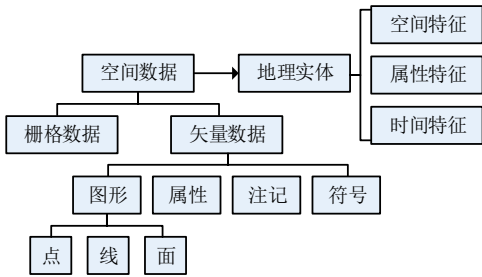 空间特征
空间数据
地理实体
属性特征
栅格数据
矢量数据
时间特征
图形
属性
注记
符号
点
线
面